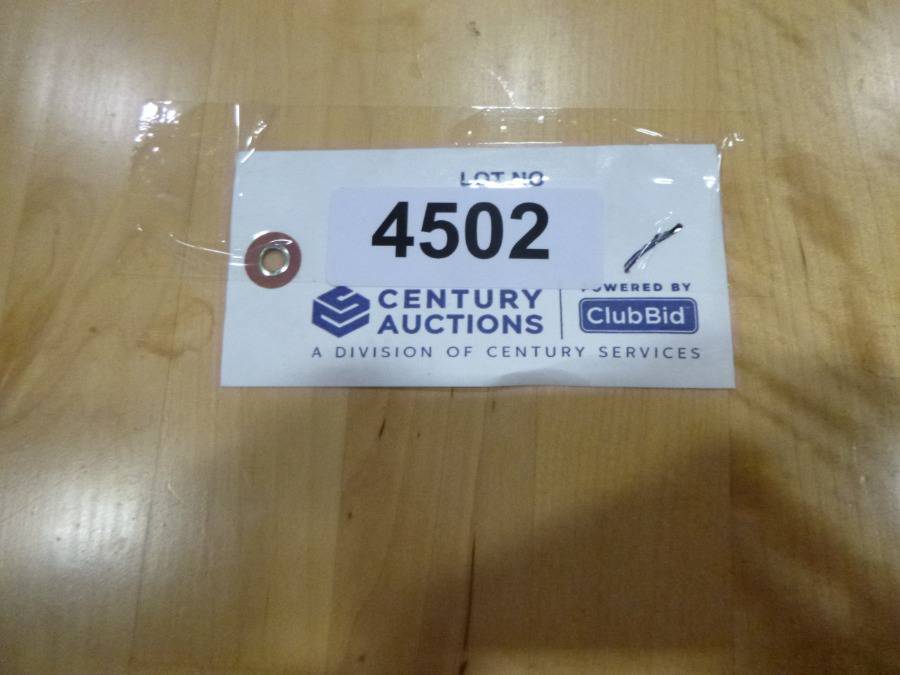 LOT NO
4502
CENTURY
AUCTIONS
POWERED BY
ClubBid
A DIVISION OF CENTURY SERVICES